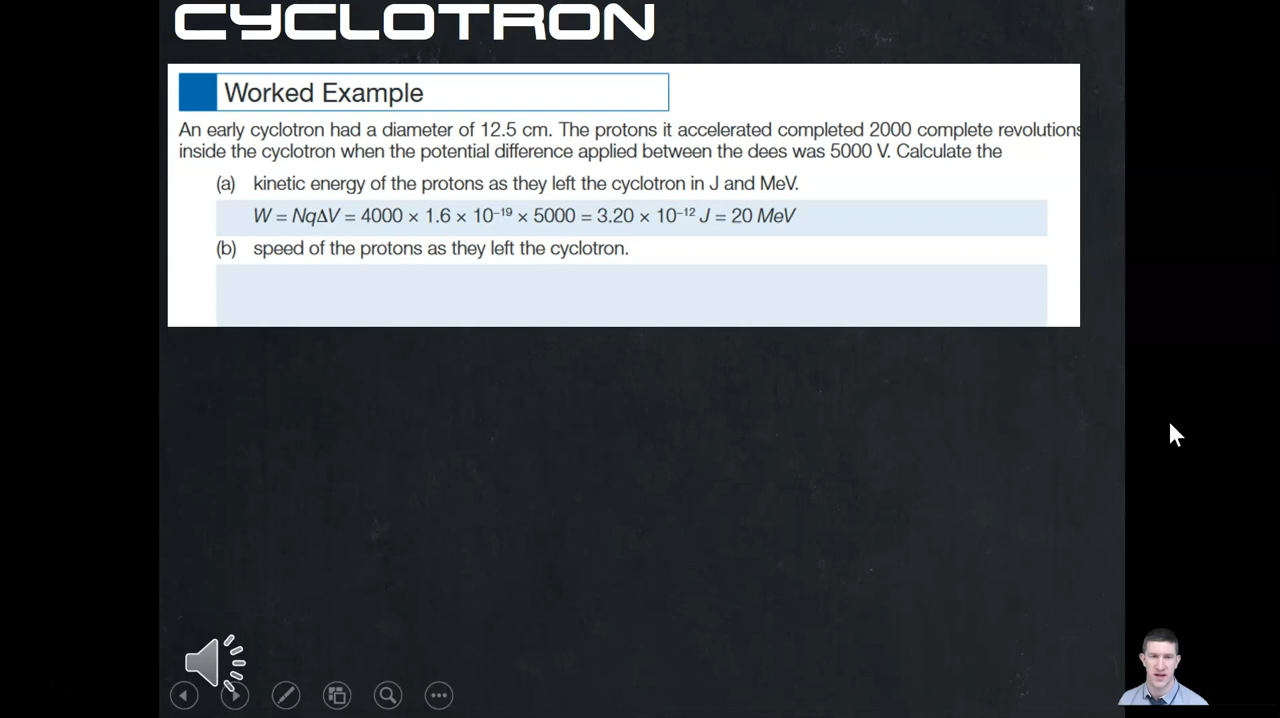 CYCLOTRON
Worked Example
An early cyclotron had a diameter of 12.5 cm. The protons it accelerated completed 2000 complete revolutions
inside the cyclotron when the potential difference applied between the dees was 5000 V. Calculate the
(a) kinetic energy of the protons as they left the cyclotron in J and MeV.
W = NqΔV = 4000 × 1.6 × 10⁻¹⁹ × 5000 = 3.20 × 10⁻¹² J = 20 MeV
(b) speed of the protons as they left the cyclotron.